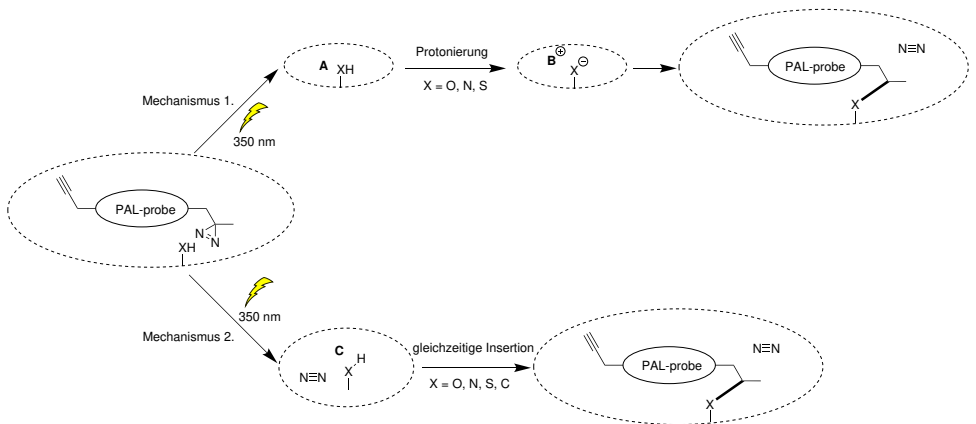 A XH
Protonierung
X = O, N, S
B ⊕
X ⊖
N≡N
PAL-probe
X
Mechanismus 1.
350 nm
PAL-probe
N
N
XH
350 nm
Mechanismus 2.
C
H
X
N≡N
gleichzeitige Insertion
X = O, N, S, C
N≡N
PAL-probe
X